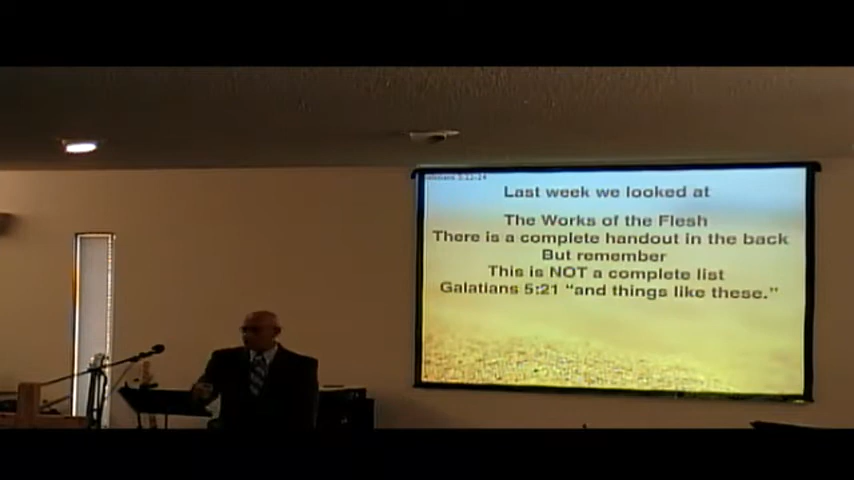 Last week we looked at
The Works of the Flesh
There is a complete handout in the back
But remember
This is NOT a complete list
Galatians 5:21 “and things like these.”